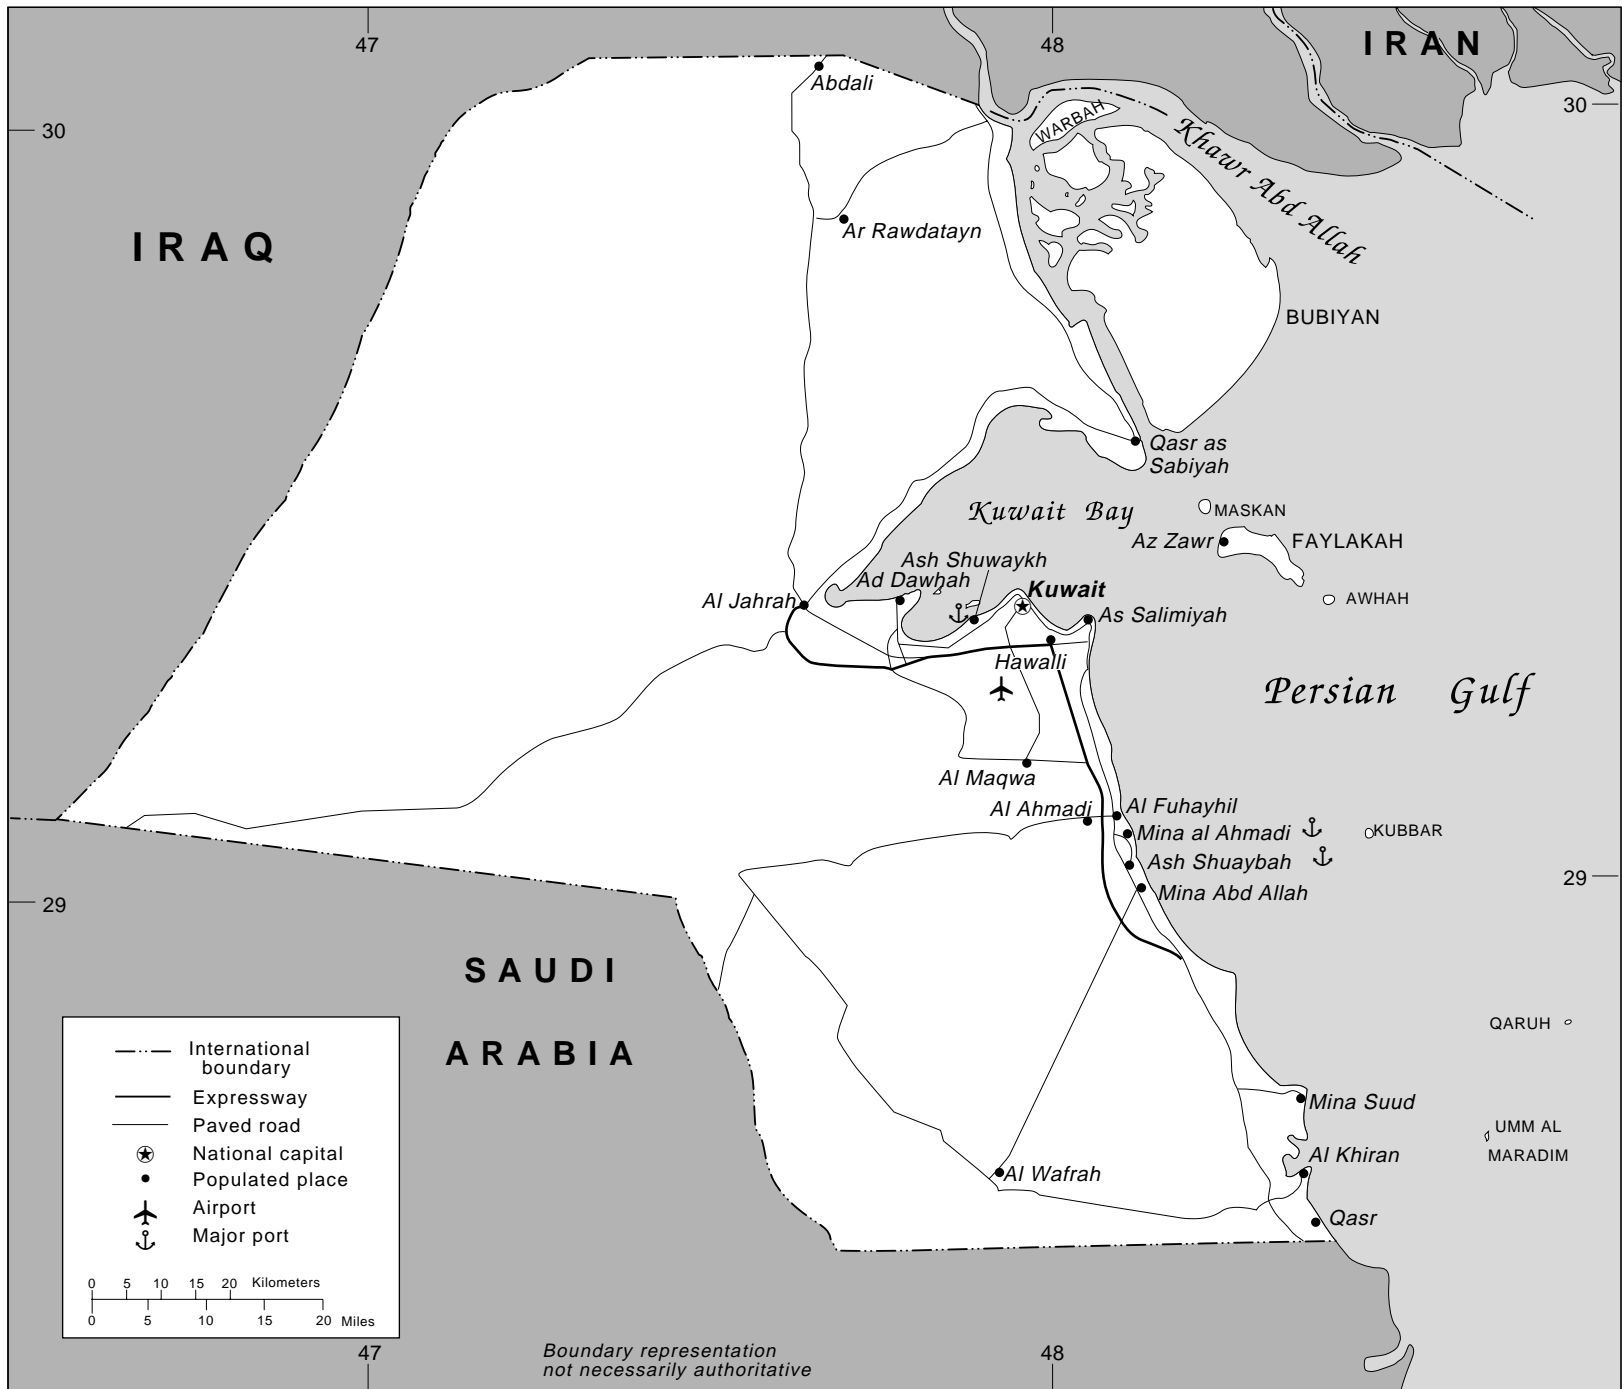 47
48
IRAN
Abdali
30
30
WARBAH
Khawr Abd Allah
IRAQ
Ar Rawdatayn
BUBIYAN
Qasr as
Sabiyah
Kuwait Bay
MASKAN
Az Zawr
FAYLAKAH
Ash Shuwaykh
Ad Dawhah
Kuwait
Al Jahrah
AWHAH
As Salimiyah
Hawalli
Persian Gulf
Al Maqwa
Al Ahmadi
Al Fuhayhil
Mina al Ahmadi
KUBBAR
Ash Shuaybah
29
Mina Abd Allah
29
SAUDI
ARABIA
QARUH
Mina Suud
UMM AL
MARADIM
Al Khiran
Al Wafrah
Qasr
International
boundary
Expressway
Paved road
National capital
Populated place
Airport
Major port
0 5 10 15 20 Kilometers
0 5 10 15 20 Miles
47
48
Boundary representation
not necessarily authoritative